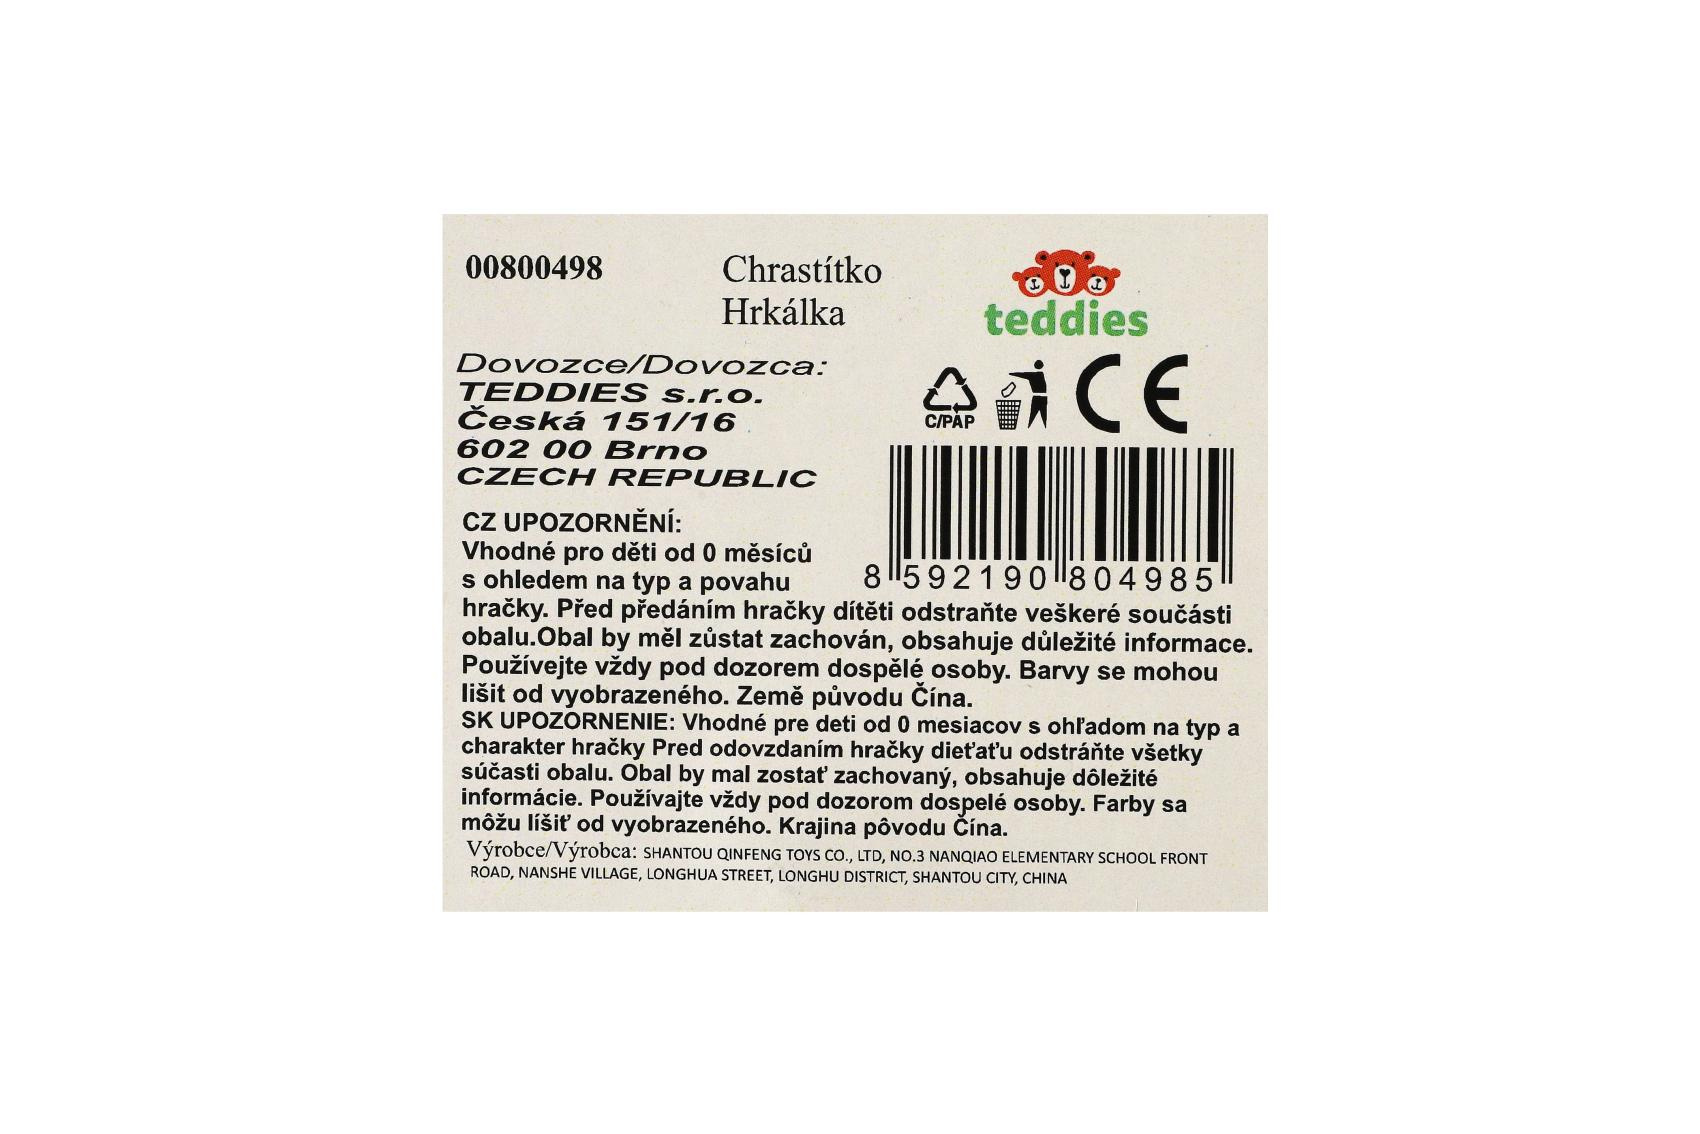 00800498
Chrastítko
Hrkálka
teddies
Dovozce/Dovozca:
TEDDIES s.r.o.
Česká 151/16
602 00 Brno
CZECH REPUBLIC
C/PAP
CE
8 592190 804985
CZ UPOZORNĚNÍ:
Vhodné pro děti od 0 měsíců
s ohledem na typ a povahu
hračky. Před předáním hračky dítěti odstraňte veškeré součásti
obalu.Obal by měl zůstat zachován, obsahuje důležité informace.
Používejte vždy pod dozorem dospělé osoby. Barvy se mohou
lišit od vyobrazeného. Země původu Čína.
SK UPOZORNENIE: Vhodné pre deti od 0 mesiacov s ohľadom na typ a
charakter hračky Pred odovzdaním hračky dieťaťu odstráňte všetky
súčasti obalu. Obal by mal zostať zachovaný, obsahuje dôležité
informácie. Používajte vždy pod dozorom dospelé osoby. Farby sa
môžu líšiť od vyobrazeného. Krajina pôvodu Čína.
Výrobce/Výrobca: SHANTOU QINFENG TOYS CO., LTD, NO.3 NANQIAO ELEMENTARY SCHOOL FRONT
ROAD, NANSHE VILLAGE, LONGHUA STREET, LONGHU DISTRICT, SHANTOU CITY, CHINA